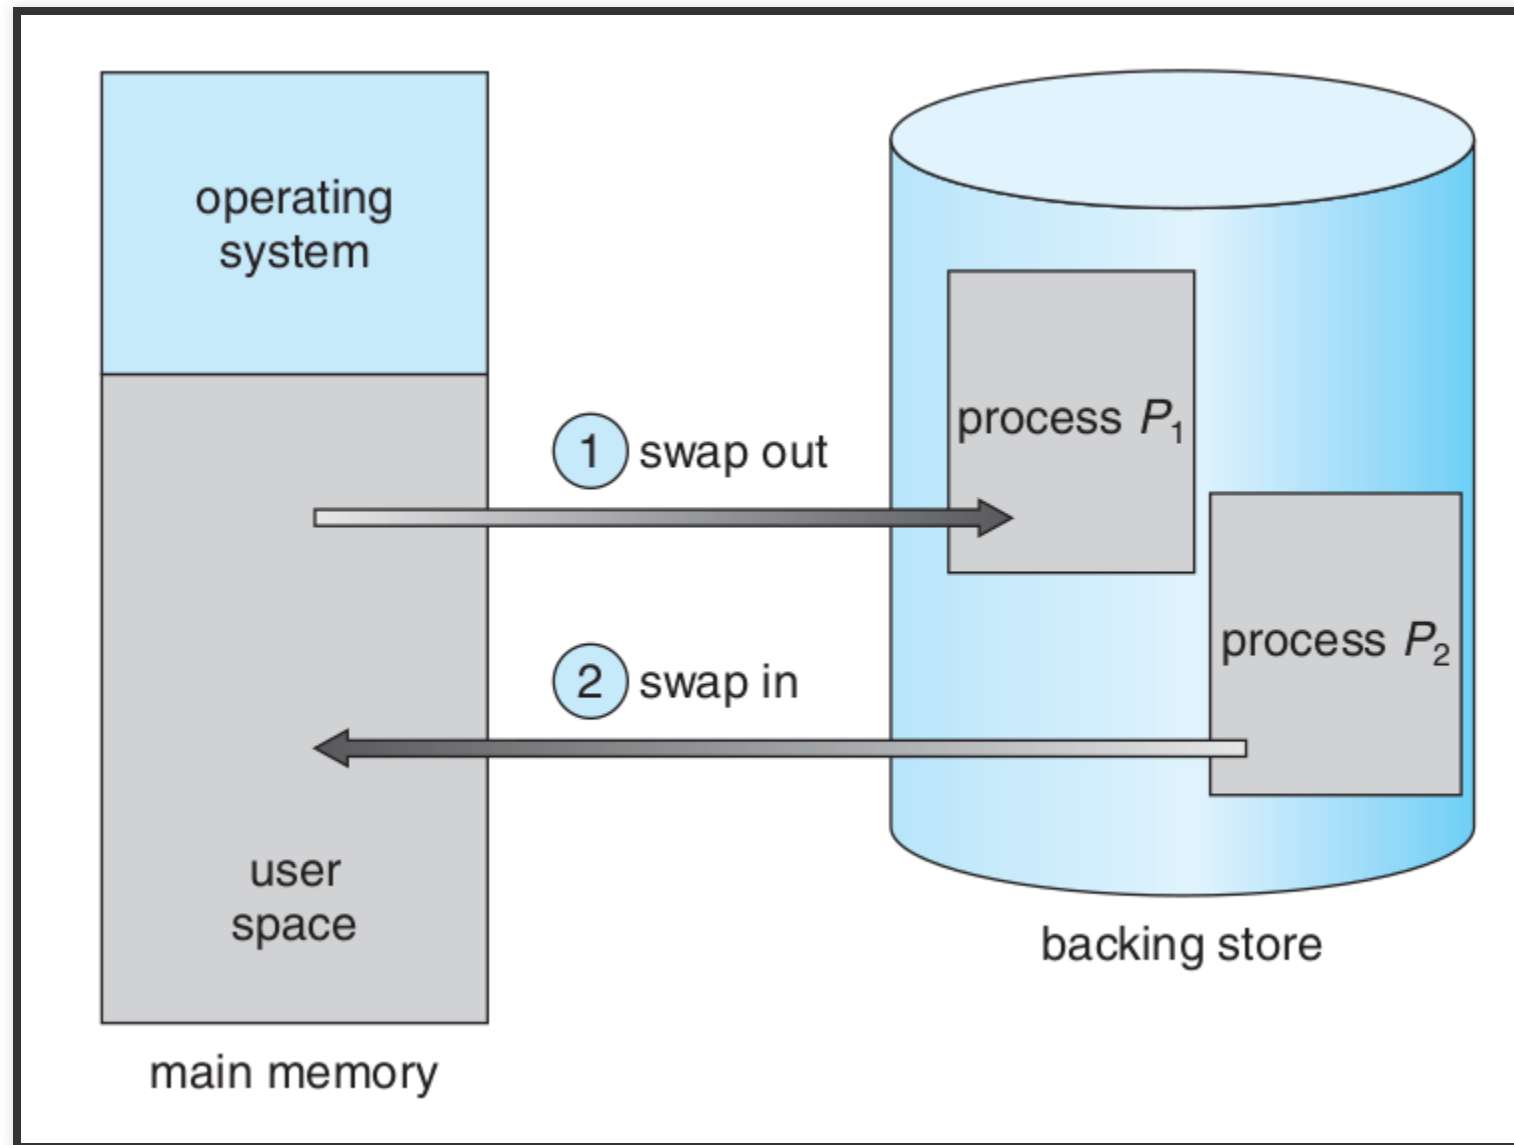 operating
system
1 swap out
process P₁
2 swap in
process P₂
user
space
backing store
main memory